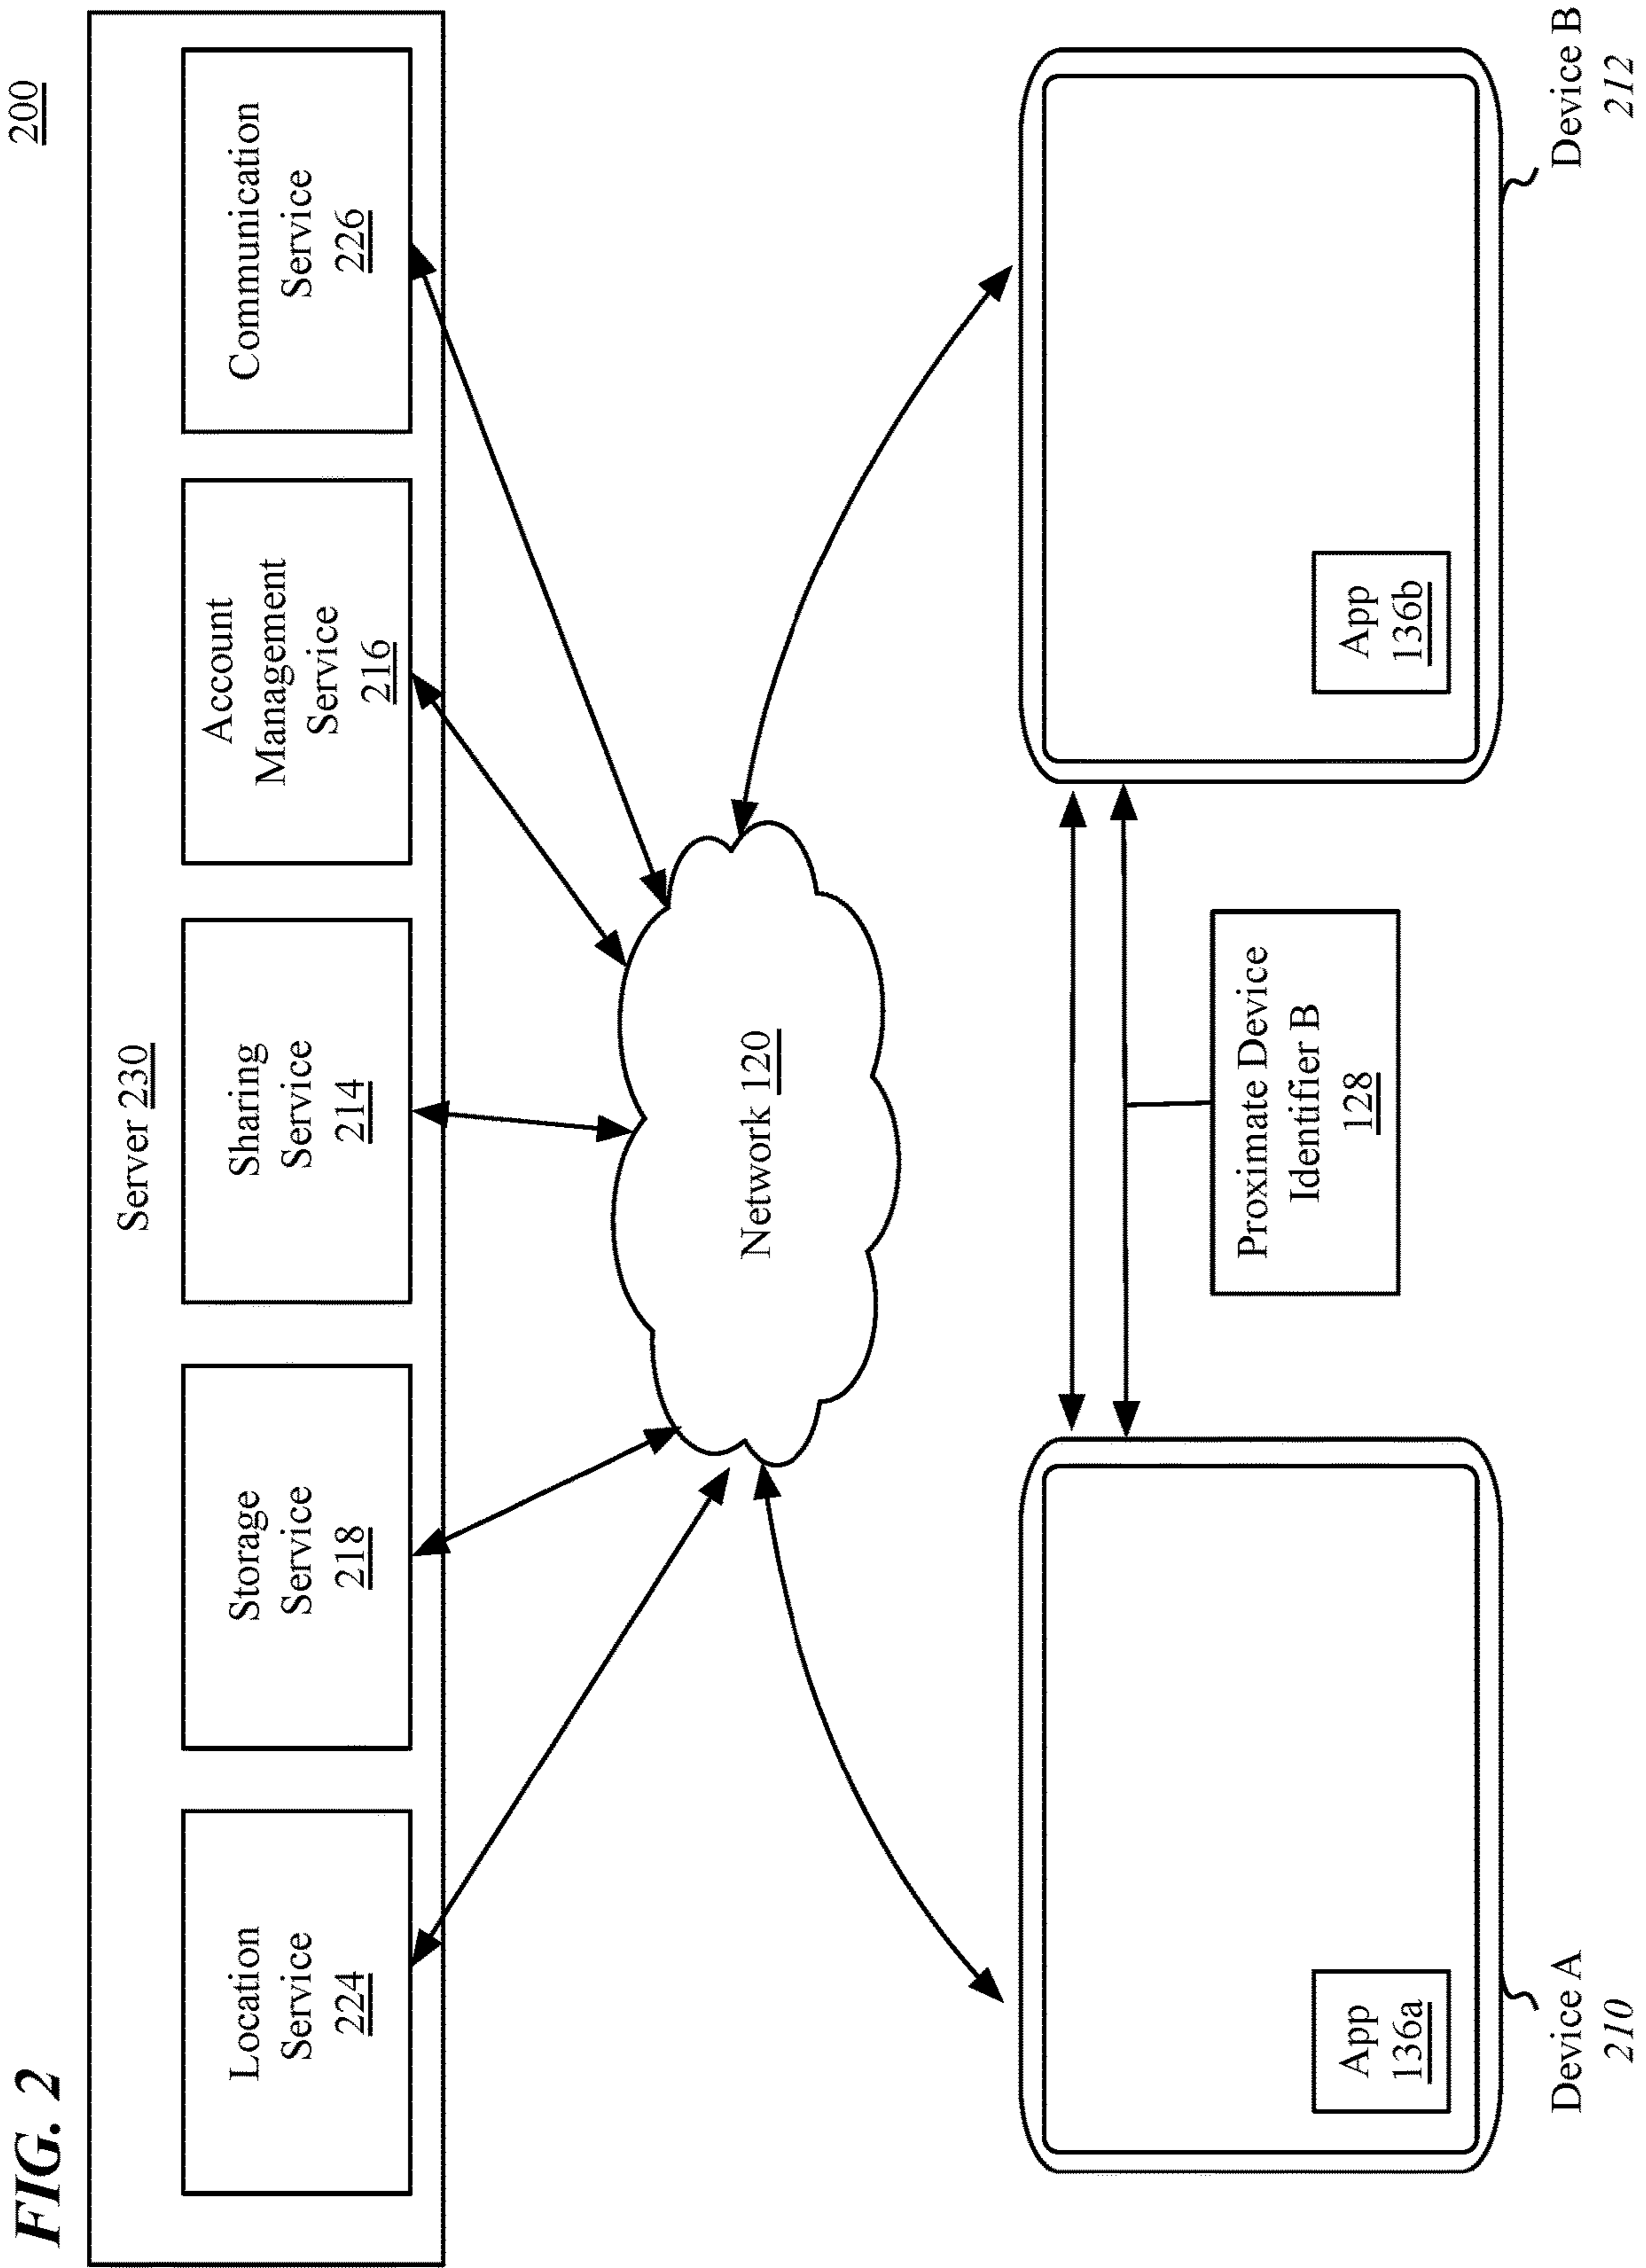 FIG. 2
200
Server 230
Location
Service
224
Storage
Service
218
Sharing
Service
214
Account
Management
Service
216
Communication
Service
226
Network 120
App
136a
Device A
210
Proximate Device
Identifier B
128
App
136b
Device B
212